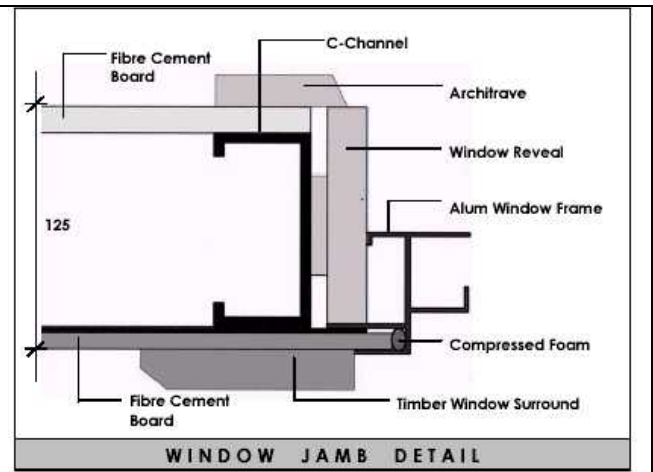 C-Channel
Fibre Cement
Board
Architrave
Window Reveal
Alum Window Frame
125
Compressed Foam
Fibre Cement
Board
Timber Window Surround
WINDOW JAMB DETAIL